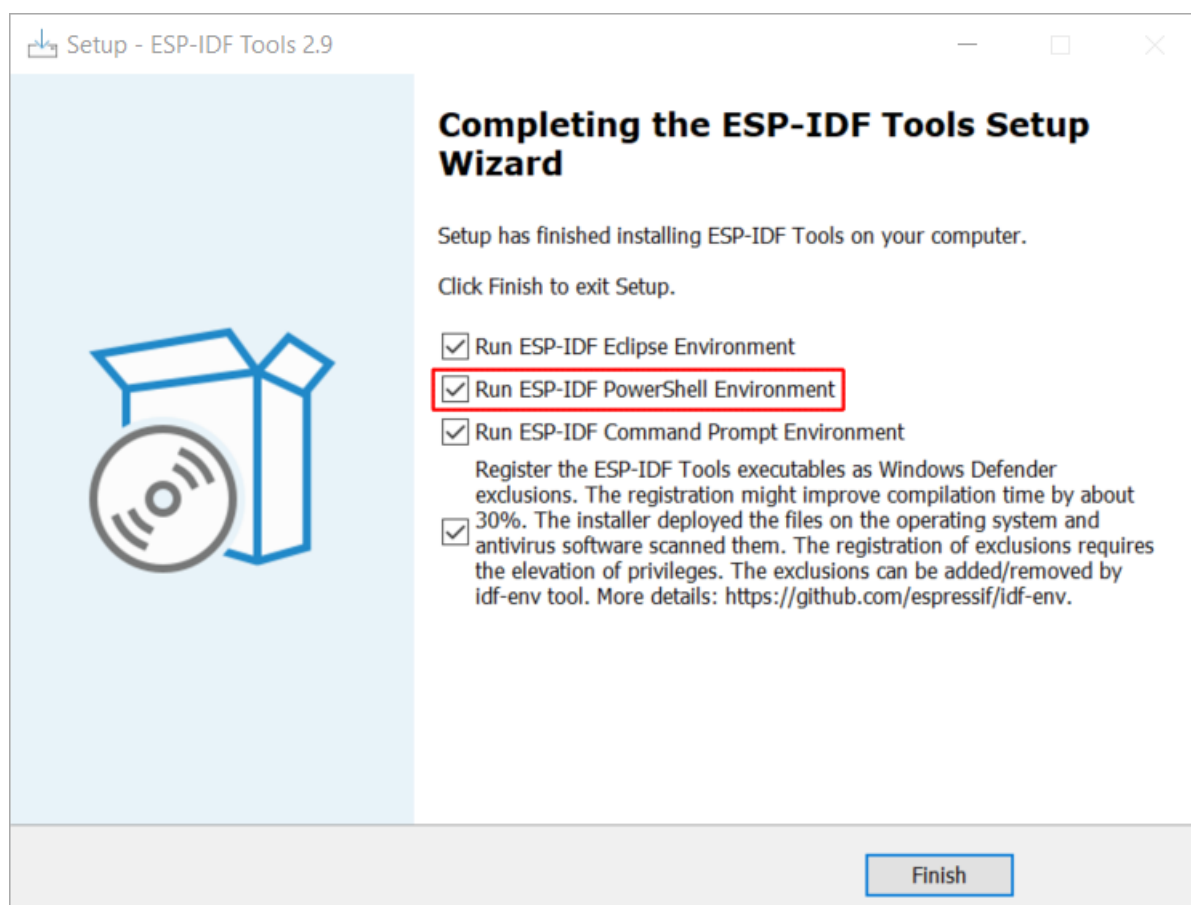 Setup - ESP-IDF Tools 2.9
Completing the ESP-IDF Tools Setup
Wizard
Setup has finished installing ESP-IDF Tools on your computer.
Click Finish to exit Setup.
Run ESP-IDF Eclipse Environment
Run ESP-IDF PowerShell Environment
Run ESP-IDF Command Prompt Environment
Register the ESP-IDF Tools executables as Windows Defender
exclusions. The registration might improve compilation time by about
30%. The installer deployed the files on the operating system and
antivirus software scanned them. The registration of exclusions requires
the elevation of privileges. The exclusions can be added/removed by
idf-env tool. More details: https://github.com/espressif/idf-env.
Finish